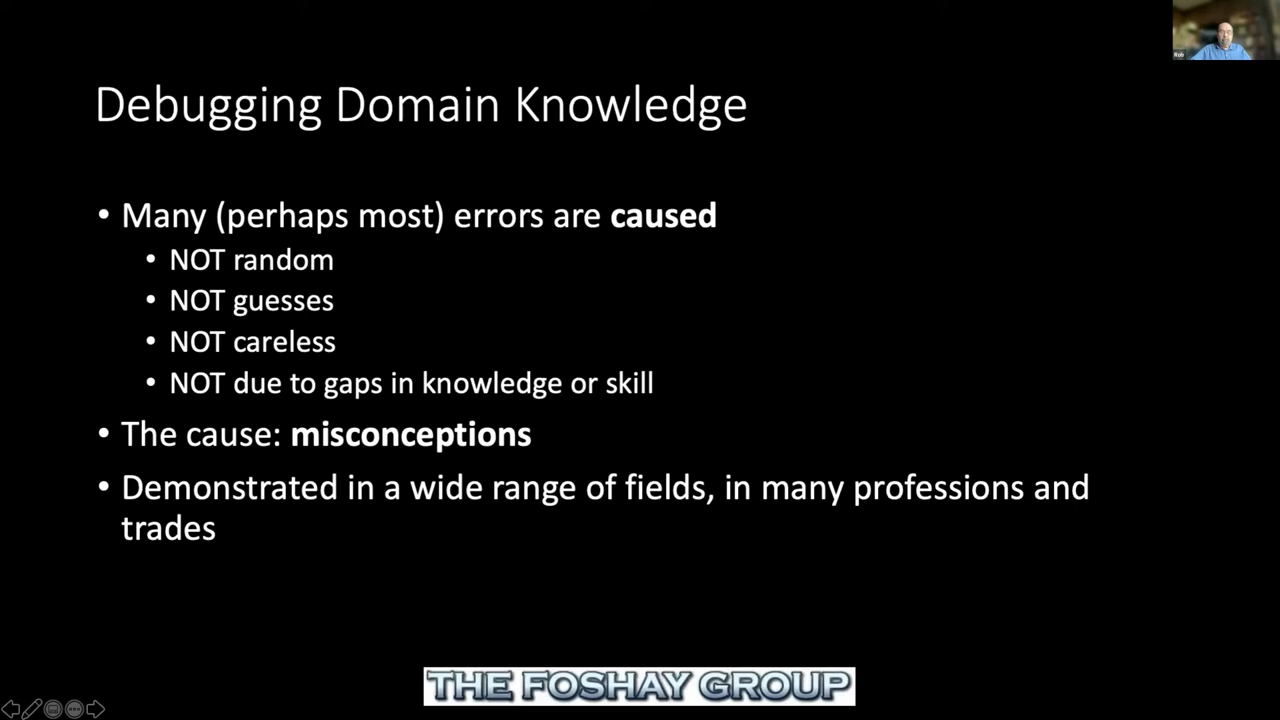 Rob
Debugging Domain Knowledge
• Many (perhaps most) errors are caused
• NOT random
• NOT guesses
• NOT careless
• NOT due to gaps in knowledge or skill
• The cause: misconceptions
• Demonstrated in a wide range of fields, in many professions and
trades
THE FOSHAY GROUP